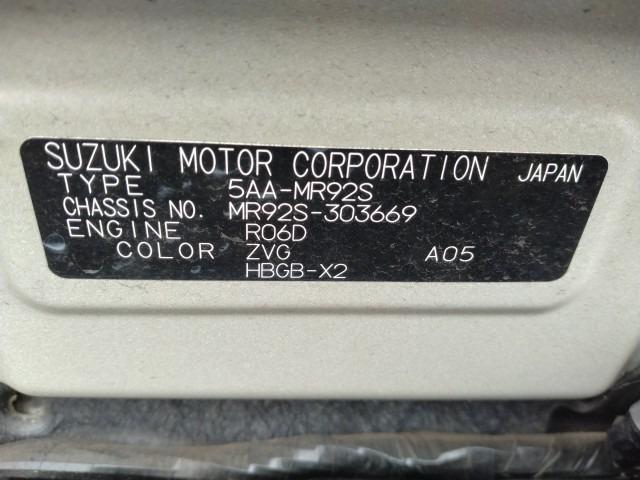 SUZUKI MOTOR CORPORATION JAPAN
TYPE 5AA-MR92S
CHASSIS NO. MR92S-303669
ENGINE R06D
COLOR ZVG A05
HBGB-X2